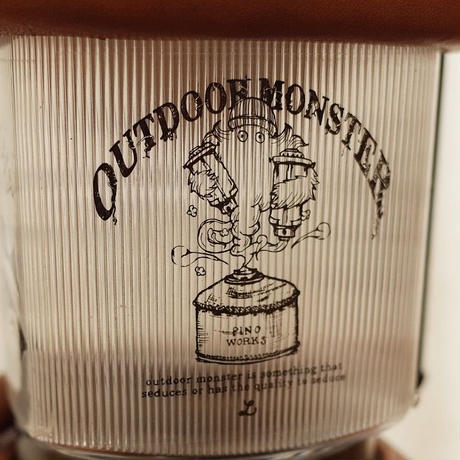 OUTDOOR MONSTER
PINO
WORKS
outdoor monster is something that
seduces or has the quality to seduce
L